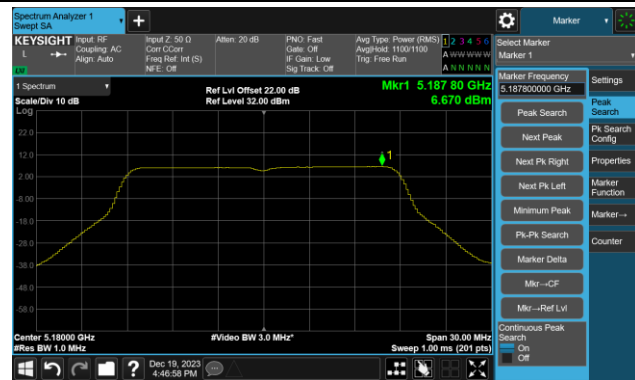 Spectrum Analyzer 1
Swept SA
+
Marker
KEYSIGHT
L
Input: RF
Coupling: AC
Align: Auto
Input Z: 50 Ω
Corr CCorr
Freq Ref: Int (S)
NFE: Off
Atten: 20 dB
PNO: Fast
Gate: Off
IF Gain: Low
Sig Track: Off
Avg Type: Power (RMS)
Avg|Hold: 1100/1100
Trig: Free Run
1 2 3 4 5 6
A W W W W W
A N N N N N
Select Marker
Marker 1
1 Spectrum
Scale/Div 10 dB
Log
Ref Lvl Offset 22.00 dB
Ref Level 32.00 dBm
Mkr1 5.187 80 GHz
6.670 dBm
22.0
12.0
2.00
-8.00
-18.0
-28.0
-38.0
-48.0
-58.0
1
Center 5.18000 GHz
#Res BW 1.0 MHz
#Video BW 3.0 MHz*
Span 30.00 MHz
Sweep 1.00 ms (201 pts)
Marker Frequency
5.187800000 GHz
Peak Search
Next Peak
Next Pk Right
Next Pk Left
Minimum Peak
Pk-Pk Search
Marker Delta
Mkr→CF
Mkr→Ref Lvl
Continuous Peak
Search
On
Off
Settings
Peak
Search
Pk Search
Config
Properties
Marker
Function
Marker→
Counter
?
Dec 19, 2023
4:46:58 PM